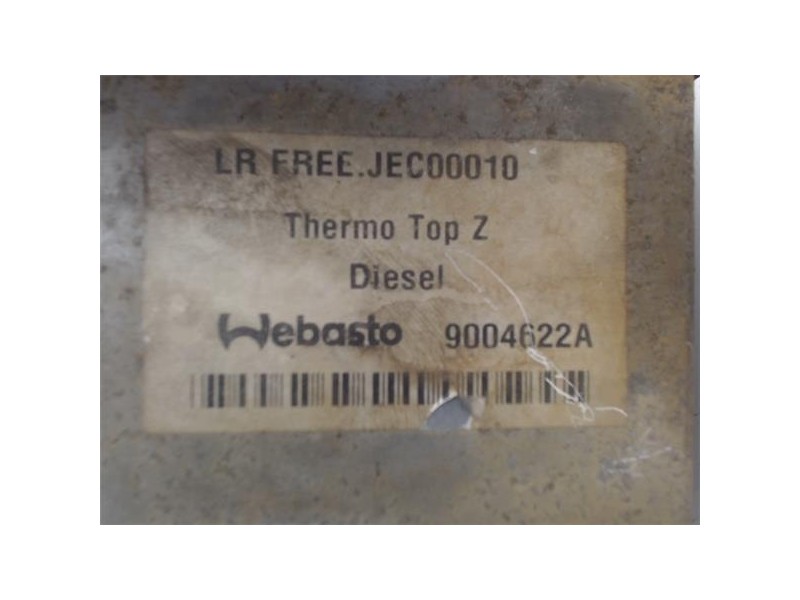 LR FREE.JEC00010
Thermo Top Z
Diesel
Webasto 9004622A